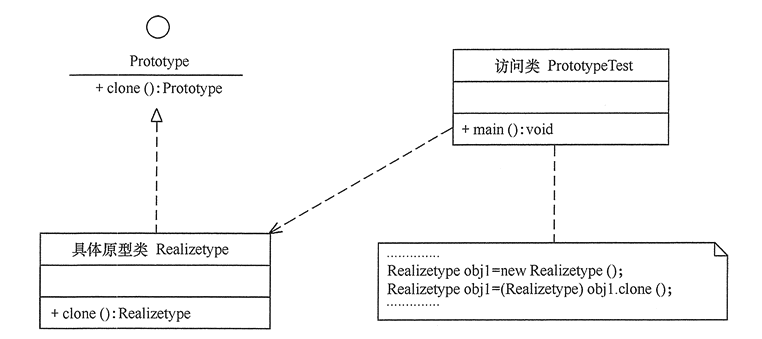 Prototype
+ clone ():Prototype
访问类 PrototypeTest
+ main ():void
具体原型类 Realizetype
+ clone ():Realizetype
..............
Realizetype obj1=new Realizetype ();
Realizetype obj1=(Realizetype) obj1.clone ();
..............